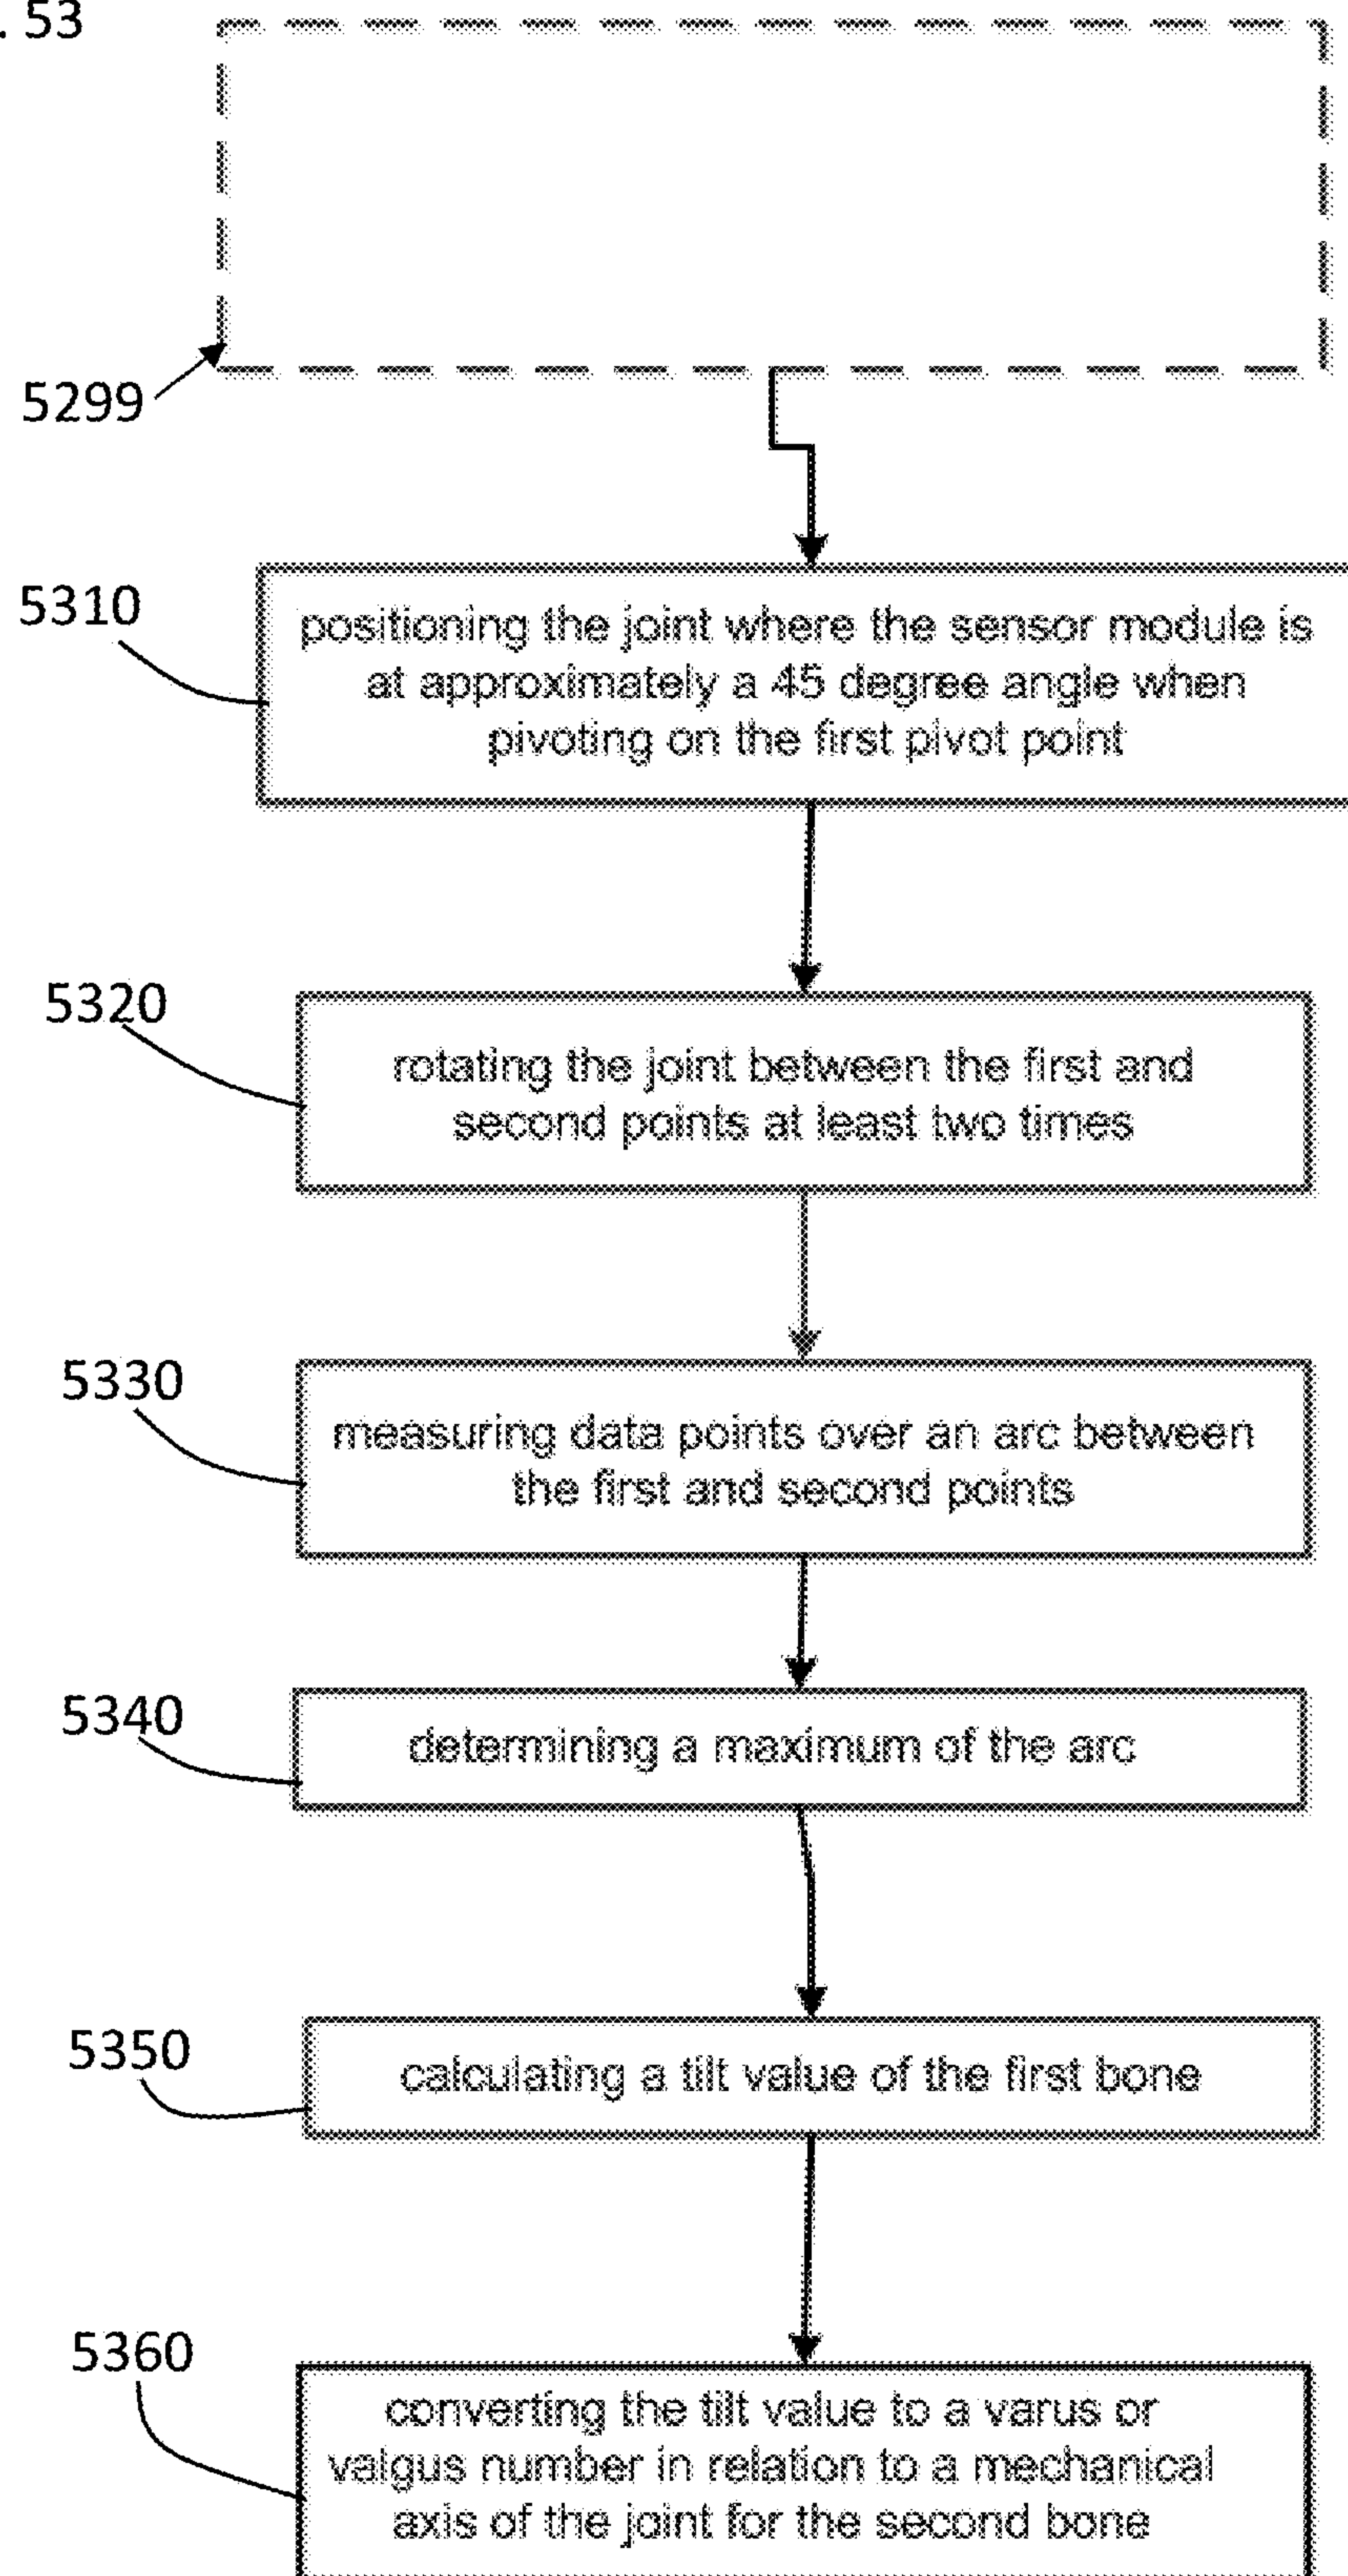 . 53
5299
5310
positioning the joint where the sensor module is
at approximately a 45 degree angle when
pivoting on the first pivot point
5320
rotating the joint between the first and
second points at least two times
5330
measuring data points over an arc between
the first and second points
5340
determining a maximum of the arc
5350
calculating a tilt value of the first bone
5360
converting the tilt value to a varus or
valgus number in relation to a mechanical
axis of the joint for the second bone